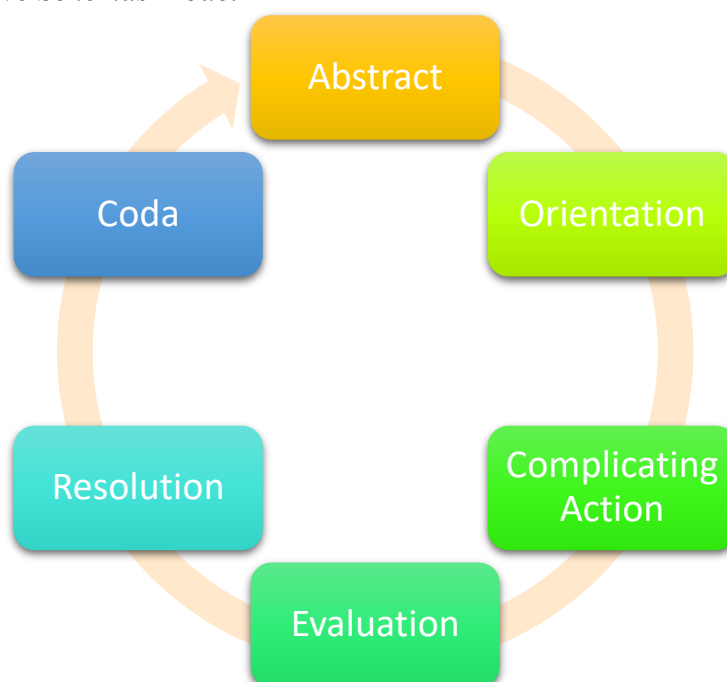 Abstract
Orientation
Complicating
Action
Evaluation
Resolution
Coda